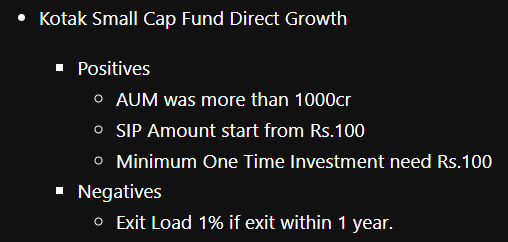 Kotak Small Cap Fund Direct Growth
Positives
AUM was more than 1000cr
SIP Amount start from Rs.100
Minimum One Time Investment need Rs.100
Negatives
Exit Load 1% if exit within 1 year.